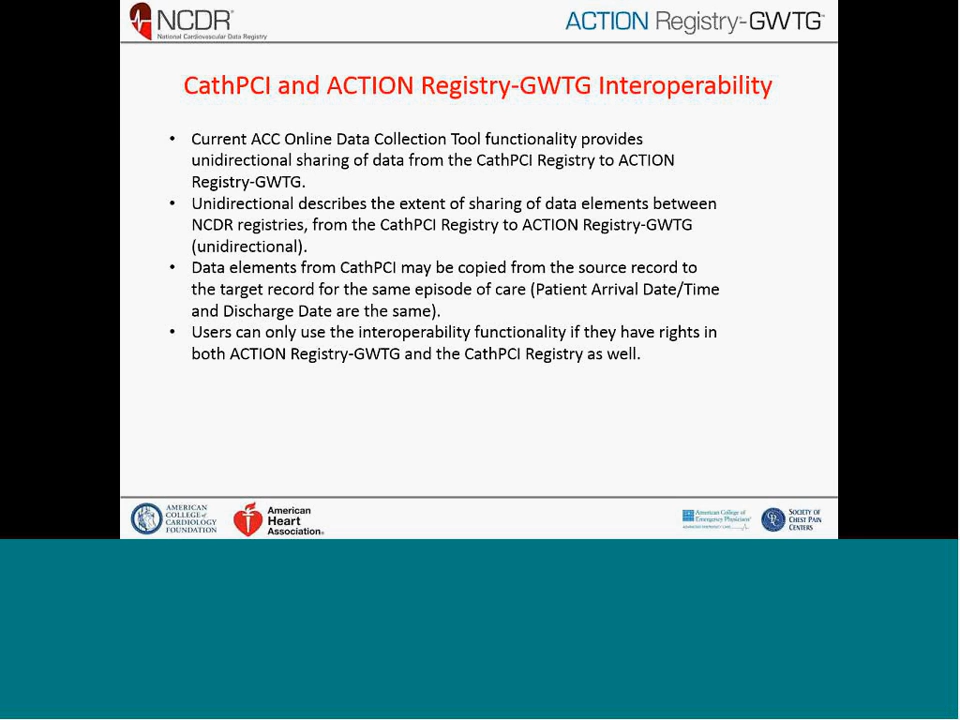 NCDR®
National Cardiovascular Data Registry
ACTION Registry-GWTG™
CathPCI and ACTION Registry-GWTG Interoperability
• Current ACC Online Data Collection Tool functionality provides
unidirectional sharing of data from the CathPCI Registry to ACTION
Registry-GWTG.
• Unidirectional describes the extent of sharing of data elements between
NCDR registries, from the CathPCI Registry to ACTION Registry-GWTG
(unidirectional).
• Data elements from CathPCI may be copied from the source record to
the target record for the same episode of care (Patient Arrival Date/Time
and Discharge Date are the same).
• Users can only use the interoperability functionality if they have rights in
both ACTION Registry-GWTG and the CathPCI Registry as well.
AMERICAN
COLLEGE of
CARDIOLOGY
FOUNDATION
American
Heart
Association®
American College of
Emergency Physicians®
SOCIETY OF
CHEST PAIN
CENTERS